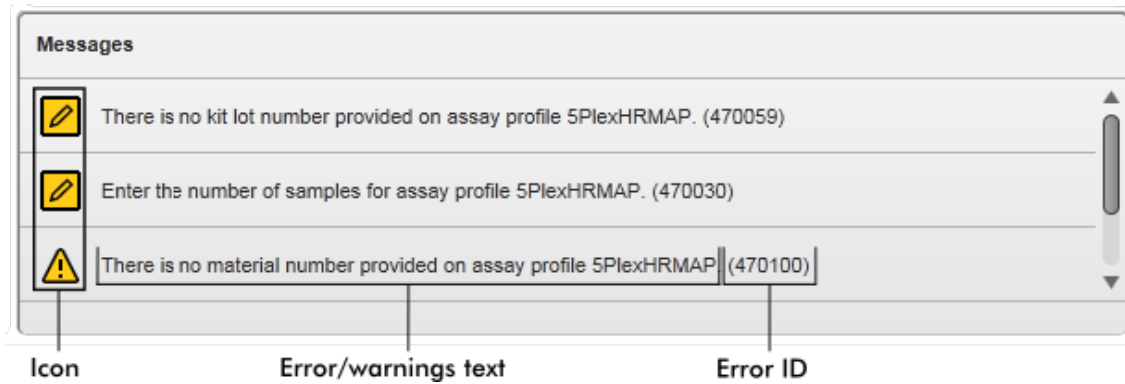 Messages
There is no kit lot number provided on assay profile 5PlexHRMAP. (470059)
Enter the number of samples for assay profile 5PlexHRMAP. (470030)
There is no material number provided on assay profile 5PlexHRMAP. (470100)
Icon Error/warnings text Error ID